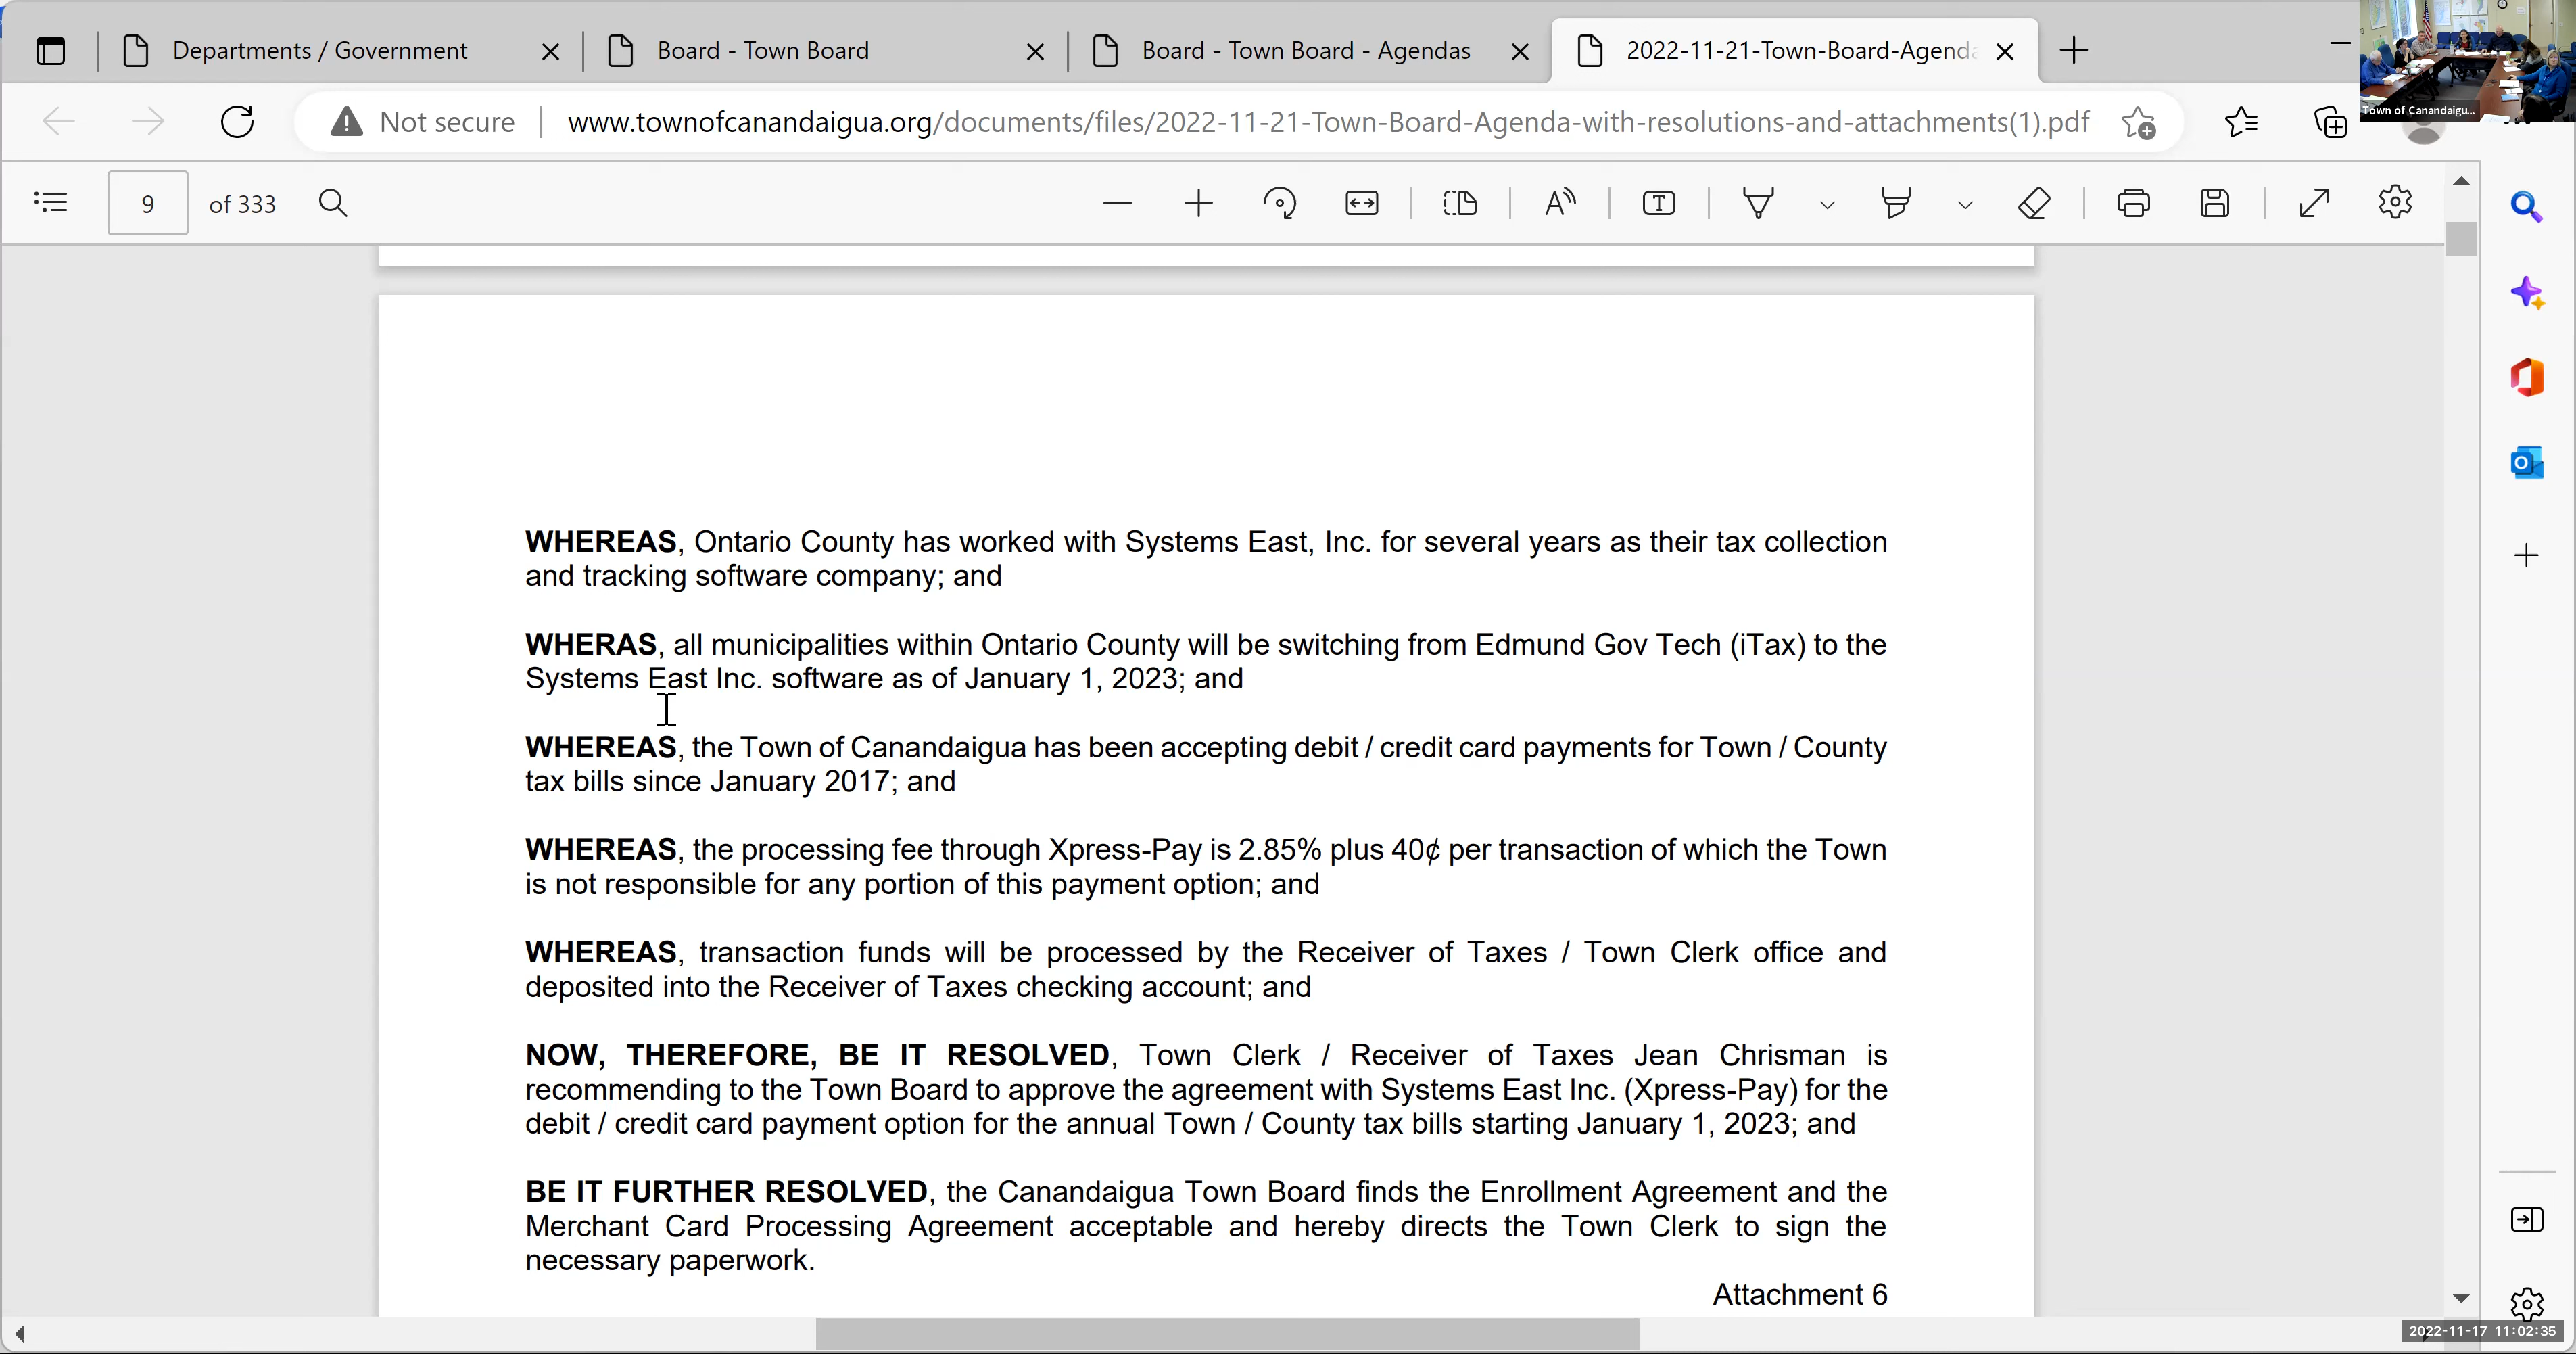 Departments / Government
Board - Town Board
Board - Town Board - Agendas
2022-11-21-Town-Board-Agenda
Town of Canandaigu...
Not secure
www.townofcanandaigua.org/documents/files/2022-11-21-Town-Board-Agenda-with-resolutions-and-attachments(1).pdf
9 of 333
WHEREAS, Ontario County has worked with Systems East, Inc. for several years as their tax collection
and tracking software company; and
WHERAS, all municipalities within Ontario County will be switching from Edmund Gov Tech (iTax) to the
Systems East Inc. software as of January 1, 2023; and
WHEREAS, the Town of Canandaigua has been accepting debit / credit card payments for Town / County
tax bills since January 2017; and
WHEREAS, the processing fee through Xpress-Pay is 2.85% plus 40¢ per transaction of which the Town
is not responsible for any portion of this payment option; and
WHEREAS, transaction funds will be processed by the Receiver of Taxes / Town Clerk office and
deposited into the Receiver of Taxes checking account; and
NOW, THEREFORE, BE IT RESOLVED, Town Clerk / Receiver of Taxes Jean Chrisman is
recommending to the Town Board to approve the agreement with Systems East Inc. (Xpress-Pay) for the
debit / credit card payment option for the annual Town / County tax bills starting January 1, 2023; and
BE IT FURTHER RESOLVED, the Canandaigua Town Board finds the Enrollment Agreement and the
Merchant Card Processing Agreement acceptable and hereby directs the Town Clerk to sign the
necessary paperwork.
Attachment 6
2022-11-17 11:02:35